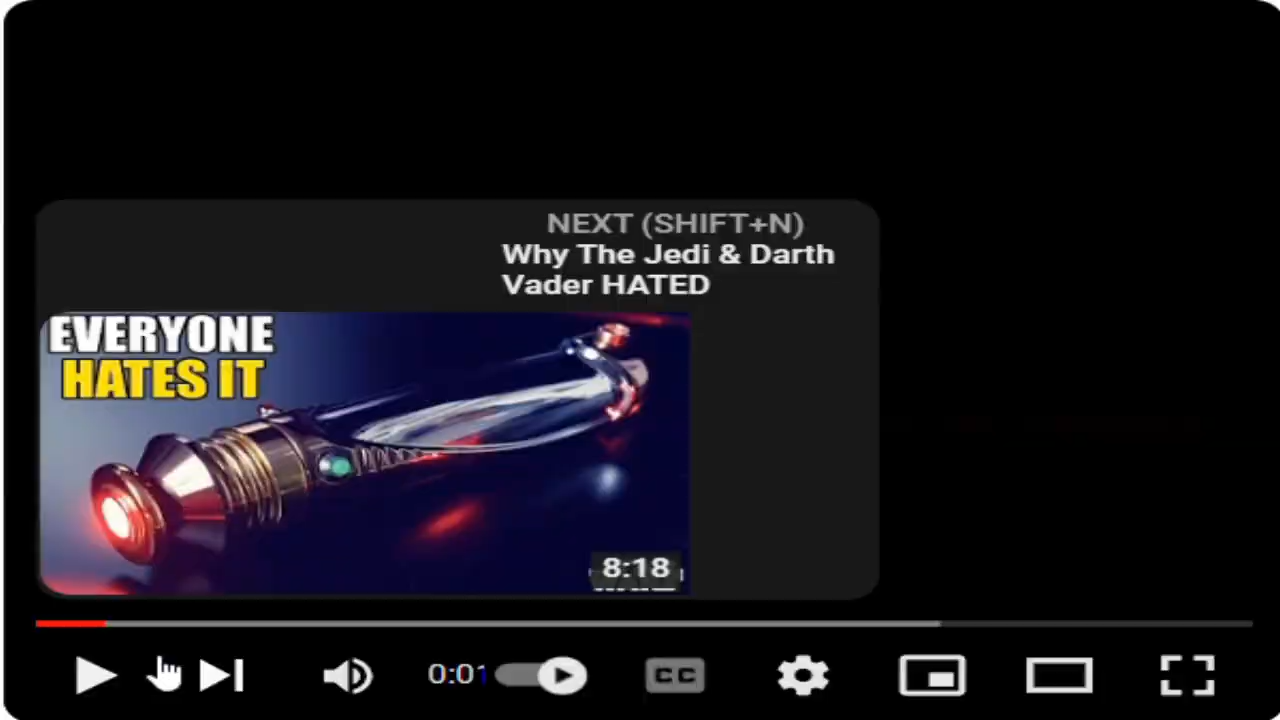 NEXT (SHIFT+N)
Why The Jedi & Darth
Vader HATED
EVERYONE
HATES IT
8:18
0:01
CC